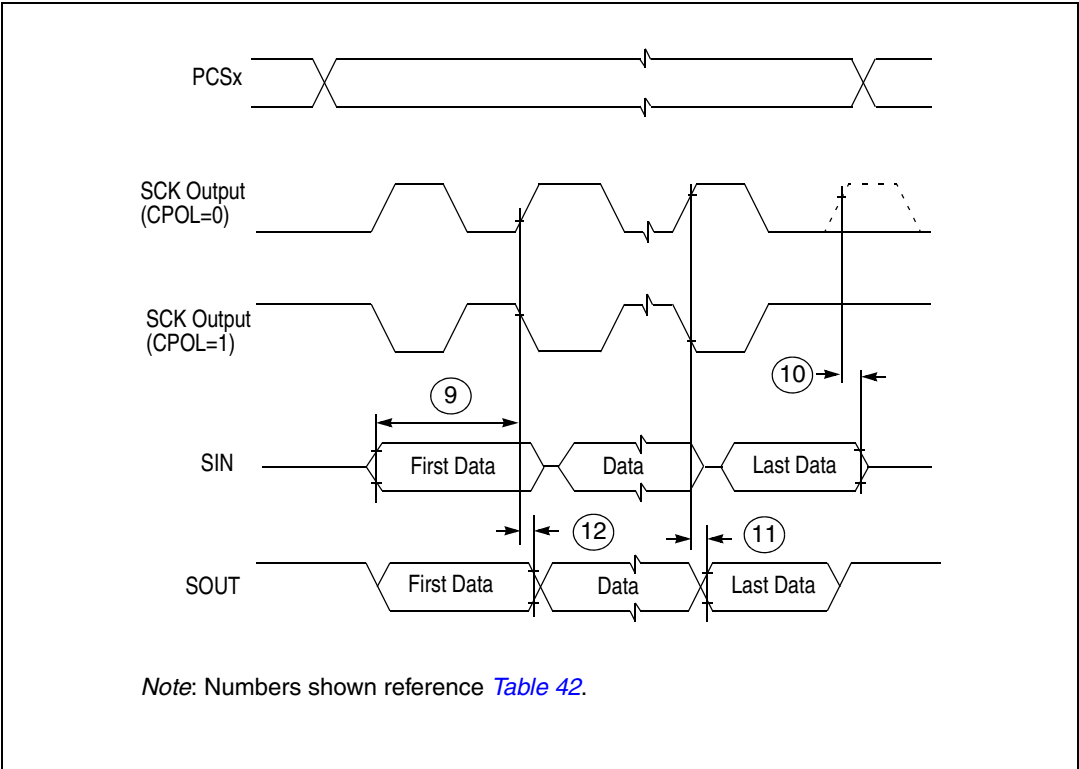 PCSx
SCK Output
(CPOL=0)
SCK Output
(CPOL=1)
10
9
SIN
First Data
Data
Last Data
12
11
SOUT
First Data
Data
Last Data
Note: Numbers shown reference Table 42.